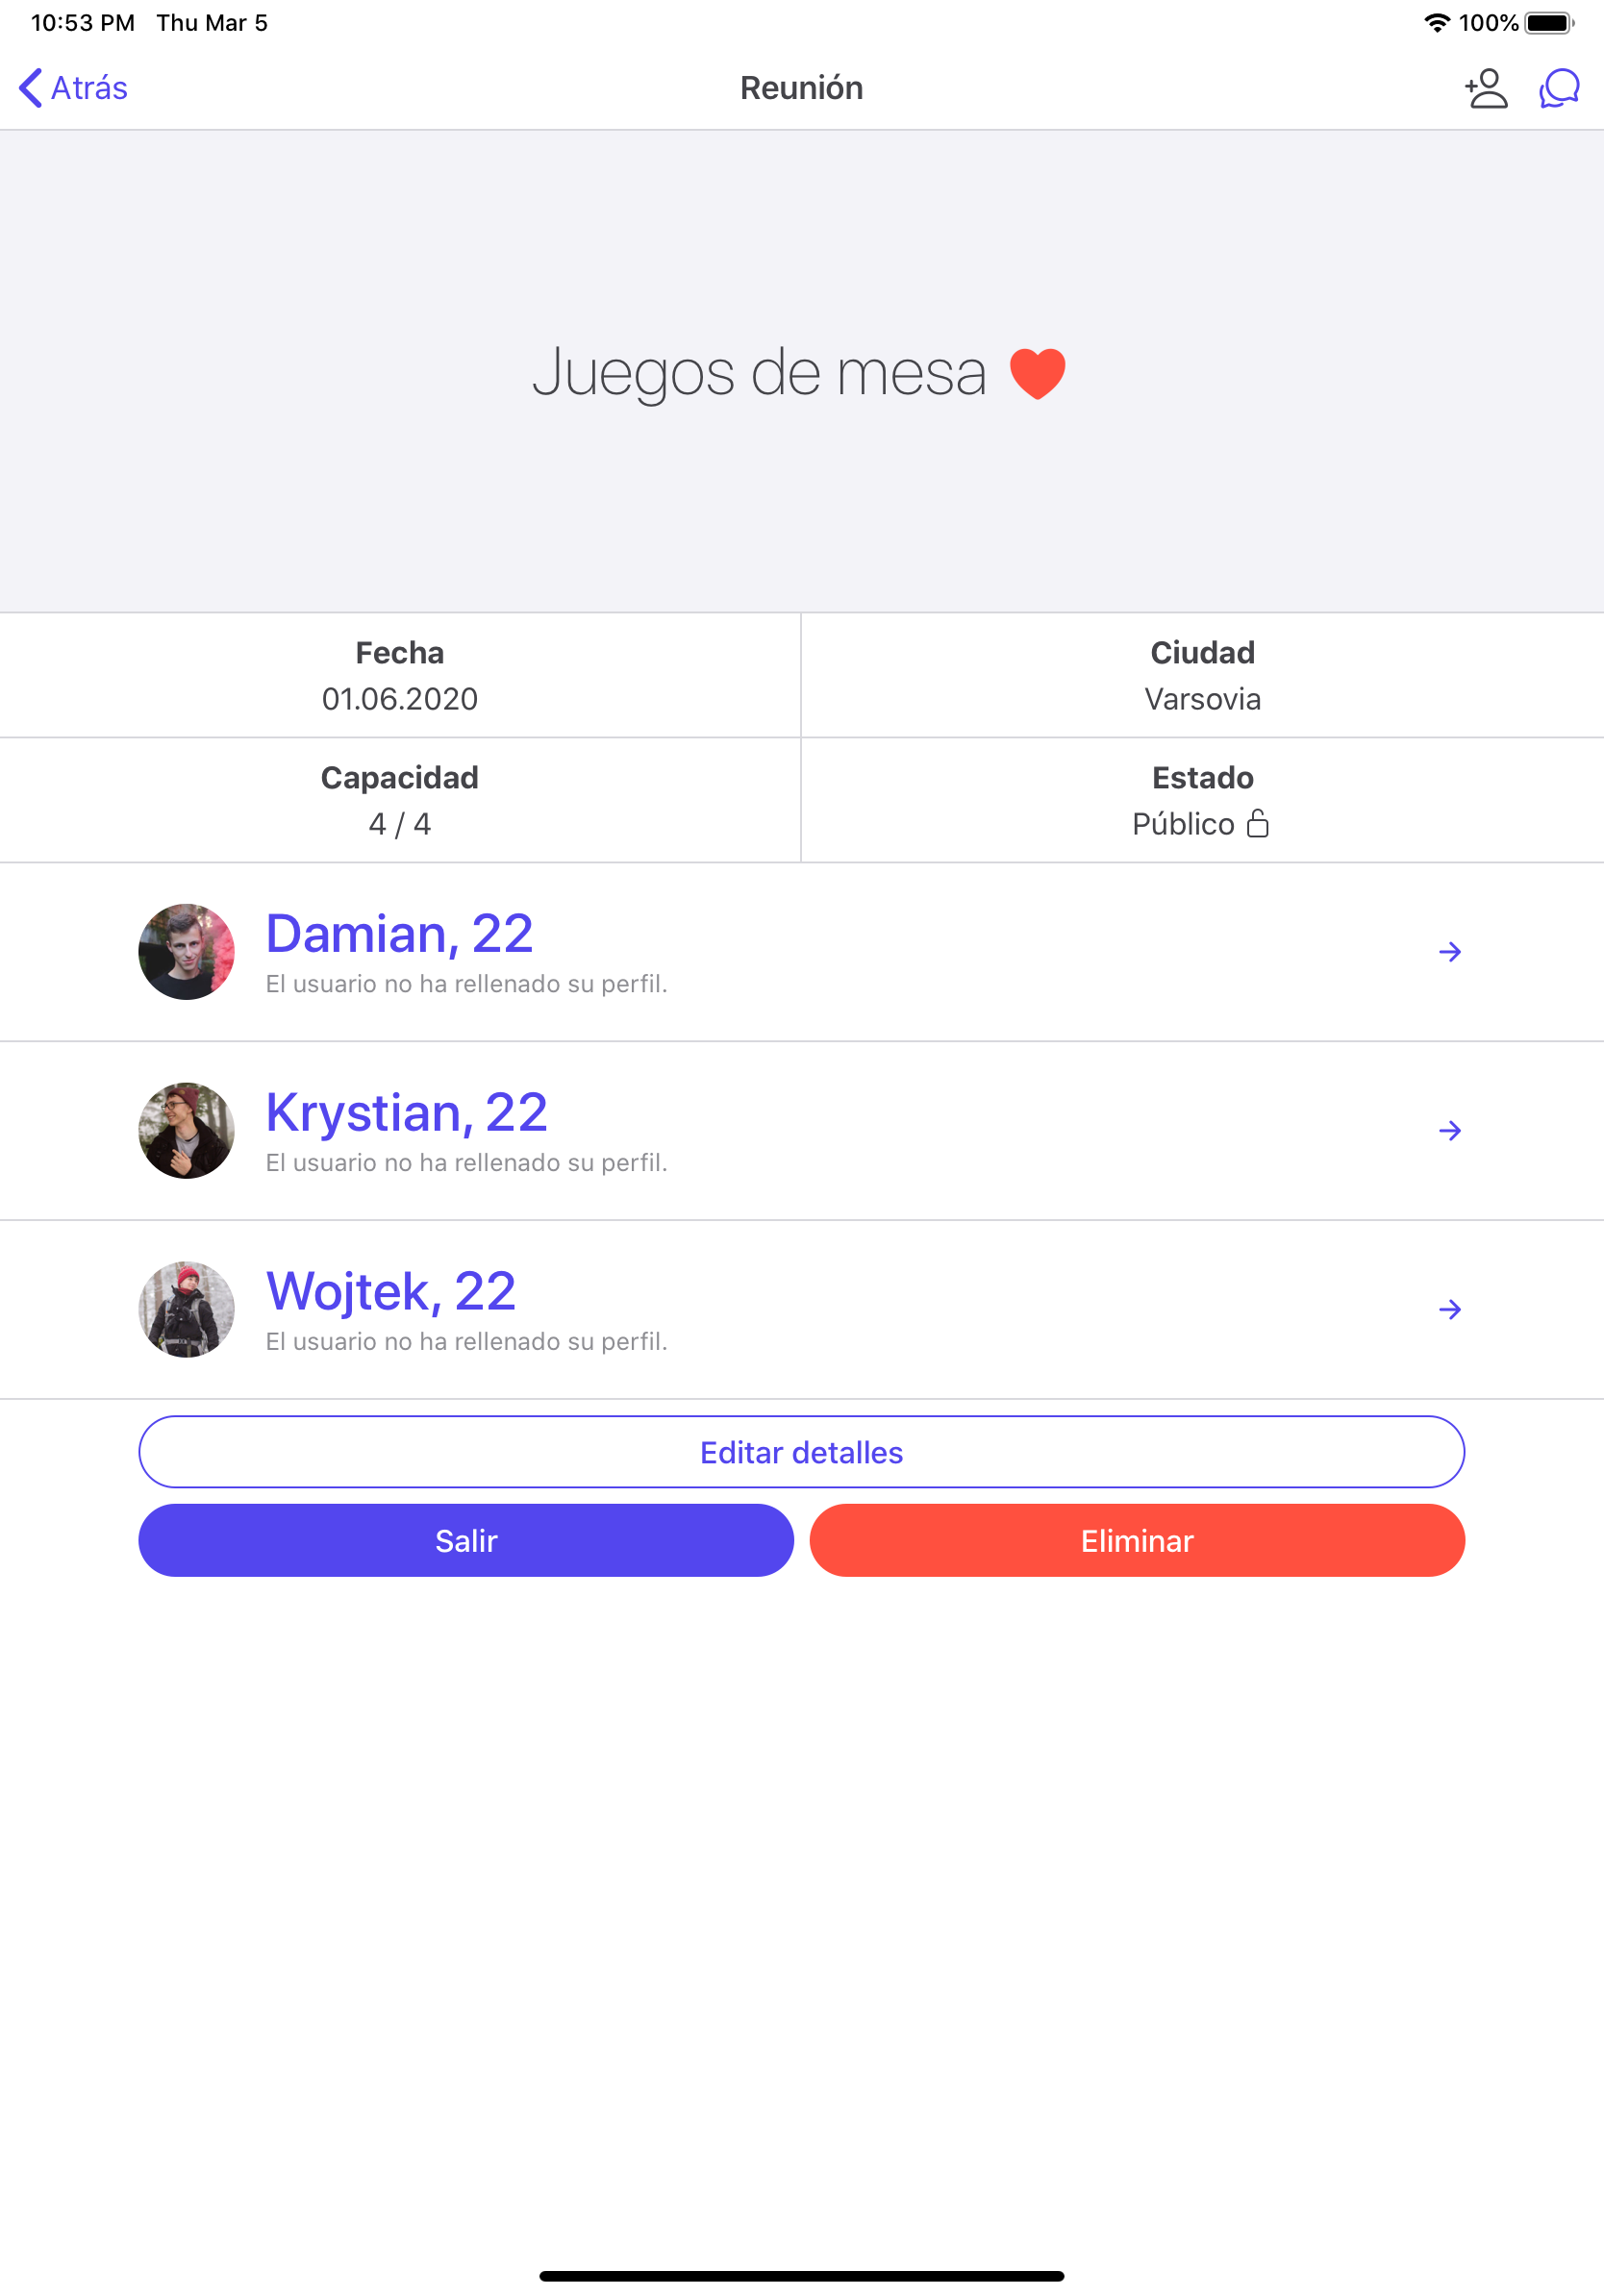 10:53 PM Thu Mar 5 100%
Atrás Reunión
Juegos de mesa ❤️
Fecha Ciudad
01.06.2020 Varsovia
Capacidad Estado
4 / 4 Público
Damian, 22
El usuario no ha rellenado su perfil.
Krystian, 22
El usuario no ha rellenado su perfil.
Wojtek, 22
El usuario no ha rellenado su perfil.
Editar detalles
Salir Eliminar